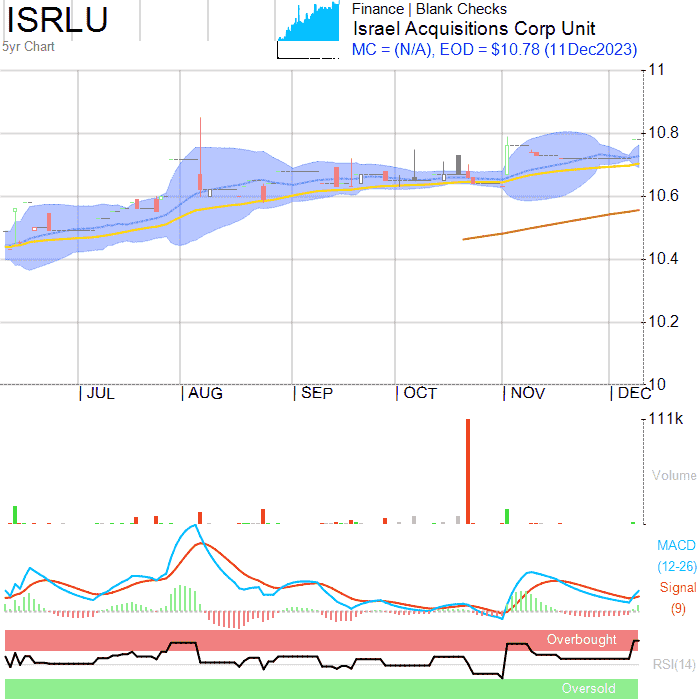 ISRLU
5yr Chart
Finance | Blank Checks
Israel Acquisitions Corp Unit
MC = (N/A), EOD = $10.78 (11Dec2023)
11
10.8
10.6
10.4
10.2
10
JUL
AUG
SEP
OCT
NOV
DEC
111k
Volume
MACD
(12-26)
Signal
(9)
Overbought
RSI(14)
Oversold